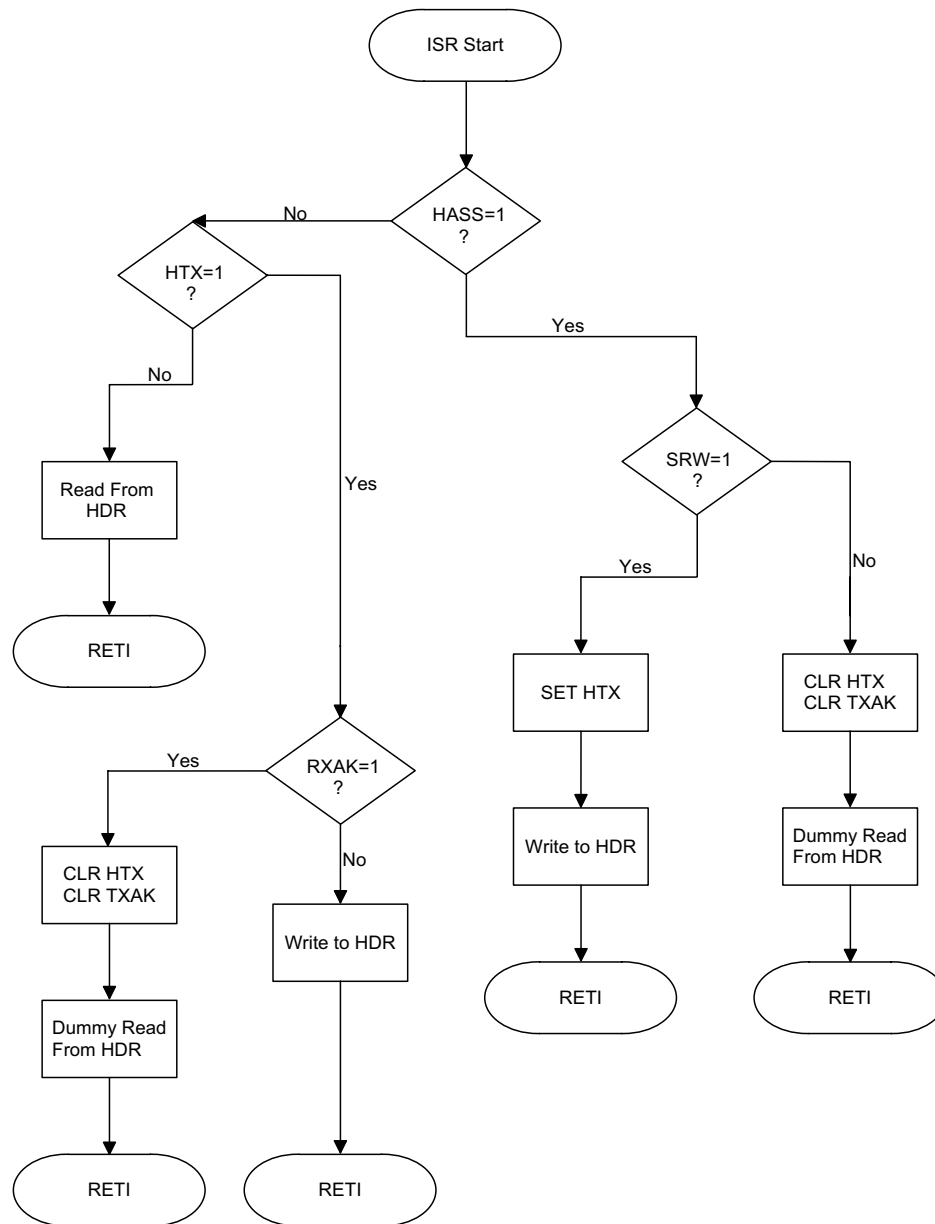 ISR Start
HASS=1
?
No
Yes
HTX=1
?
No
Yes
Read From
HDR
RETI
SRW=1
?
Yes
No
SET HTX
Write to HDR
RETI
CLR HTX
CLR TXAK
Dummy Read
From HDR
RETI
RXAK=1
?
Yes
No
CLR HTX
CLR TXAK
Dummy Read
From HDR
RETI
Write to HDR
RETI